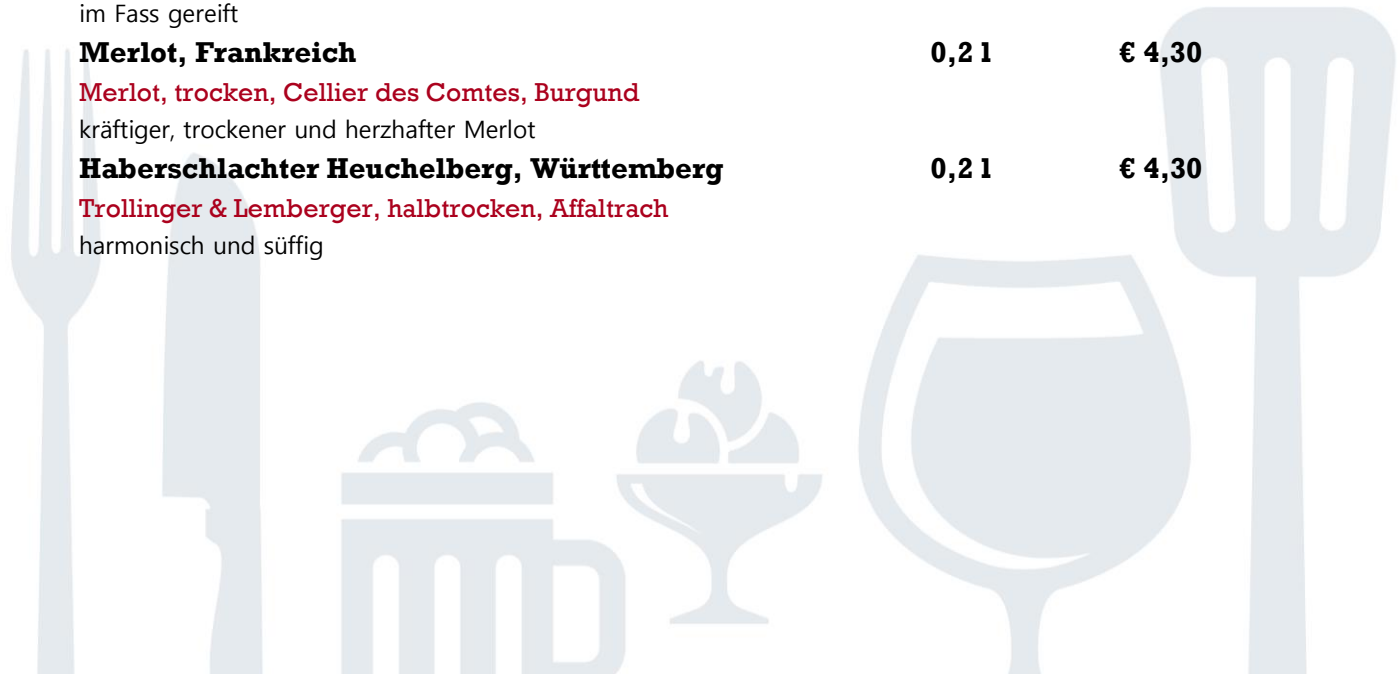 im Fass gereift
Merlot, Frankreich 0,2 l € 4,30
Merlot, trocken, Cellier des Comtes, Burgund
kräftiger, trockener und herzhafter Merlot
Haberschlachter Heuchelberg, Württemberg 0,2 l € 4,30
Trollinger & Lemberger, halbtrocken, Affaltrach
harmonisch und süffig